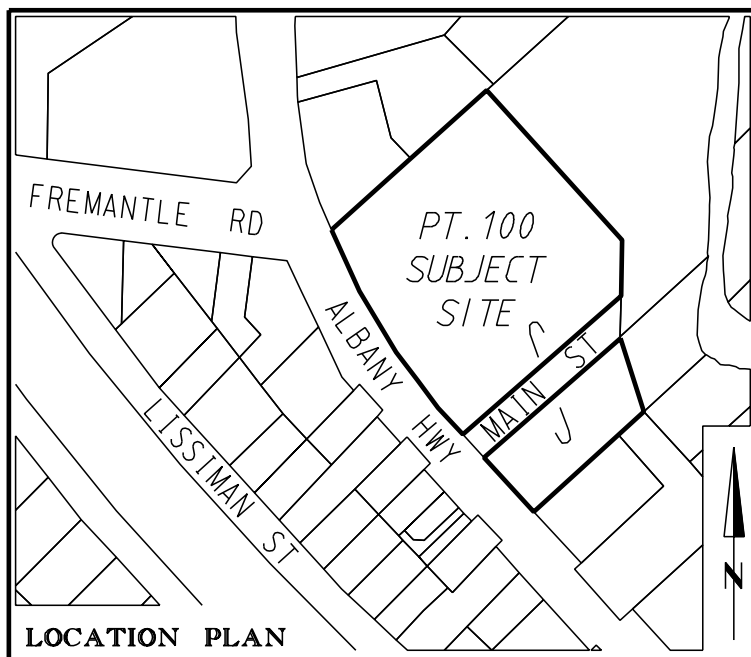 FREMANTLE RD
PT.100
SUBJECT
SITE
ALBANY HWY
MAIN ST
LISSIMAN ST
N
LOCATION PLAN